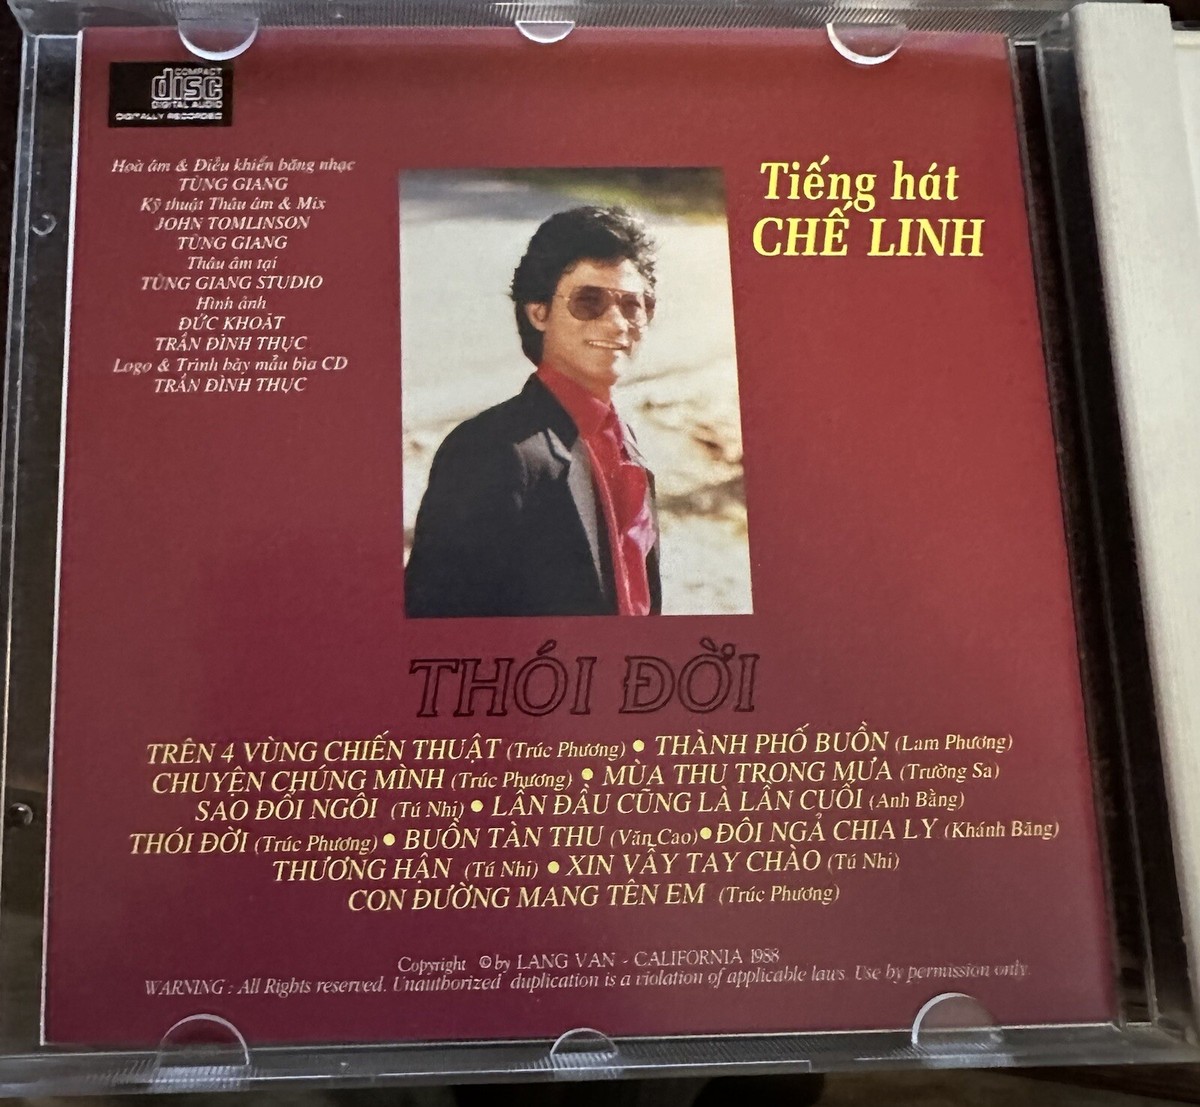 COMPACT
disc
DIGITAL AUDIO
DIGITALLY RECORDED
Hoà âm & Điều khiển băng nhạc
TÙNG GIANG
Kỹ thuật Thâu âm & Mix
JOHN TOMLINSON
TÙNG GIANG
Thâu âm tại
TÙNG GIANG STUDIO
Hình ảnh
ĐỨC KHOÁT
TRẦN ĐÌNH THỤC
Logo & Trình bày mẫu bìa CD
TRẦN ĐÌNH THỤC
Tiếng hát
CHẾ LINH
THÓI ĐỜI
TRÊN 4 VÙNG CHIẾN THUẬT (Trúc Phương) • THÀNH PHỐ BUỒN (Lam Phương)
CHUYỆN CHÚNG MÌNH (Trúc Phương) • MÙA THU TRONG MƯA (Trường Sa)
SAO ĐỔI NGÔI (Tú Nhi) • LẦN ĐẦU CŨNG LÀ LẦN CUỐI (Anh Bằng)
THÓI ĐỜI (Trúc Phương) • BUỒN TÀN THU (Văn Cao) • ĐÔI NGẢ CHIA LY (Khánh Băng)
THƯƠNG HẬN (Tú Nhi) • XIN VẪY TAY CHÀO (Tú Nhi)
CON ĐƯỜNG MANG TÊN EM (Trúc Phương)
Copyright © by LANG VAN - CALIFORNIA 1988
WARNING : All Rights reserved. Unauthorized duplication is a violation of applicable laws. Use by permission only.